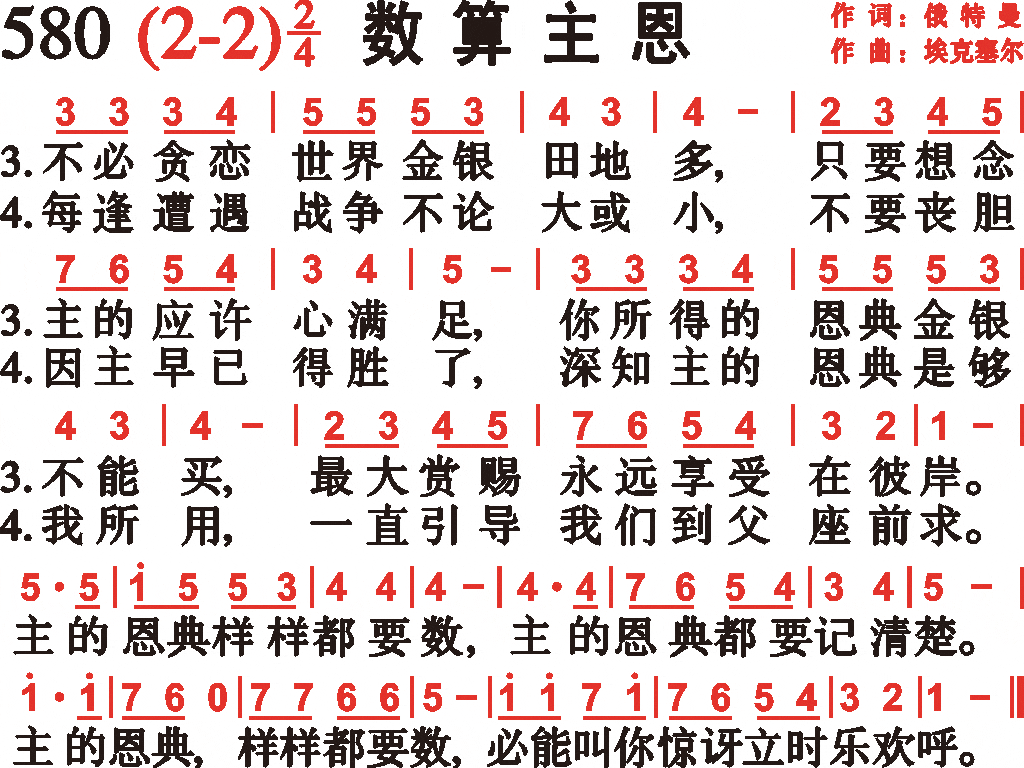 580 (2-2) 2/4 数算主恩 作词：俄特曼
作曲：埃克塞尔
3 3 3 4 | 5 5 5 3 | 4 3 | 4 – | 2 3 4 5 |
3.不必贪恋 世界金银 田地多, 只要想念
4.每逢遭遇 战争不论 大或小, 不要丧胆
7 6 5 4 | 3 4 | 5 – | 3 3 3 4 | 5 5 5 3 |
3.主的应许 心满足, 你所得的 恩典金银
4.因主早已 得胜了, 深知主的 恩典是够
4 3 | 4 – | 2 3 4 5 | 7 6 5 4 | 3 2 | 1 – |
3.不能买, 最大赏赐 永远享受 在彼岸。
4.我所用, 一直引导 我们到父 座前求。
5 · 5 | i 5 5 3 | 4 4 | 4 – | 4 · 4 | 7 6 5 4 | 3 4 | 5 – |
主的恩典样样都要数, 主的恩典都要记清楚。
i · i | 7 6 0 | 7 7 6 6 | 5 – | i i 7 i | 7 6 5 4 | 3 2 | 1 – ‖
主的恩典, 样样都要数, 必能叫你惊讶立时乐欢呼。